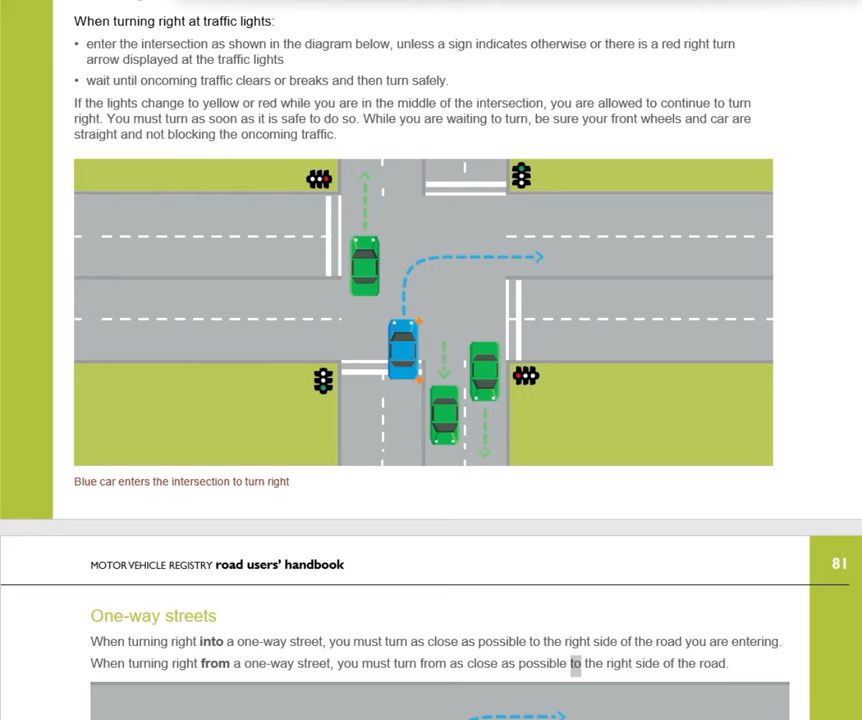 When turning right at traffic lights:
• enter the intersection as shown in the diagram below, unless a sign indicates otherwise or there is a red right turn
arrow displayed at the traffic lights
• wait until oncoming traffic clears or breaks and then turn safely.
If the lights change to yellow or red while you are in the middle of the intersection, you are allowed to continue to turn
right. You must turn as soon as it is safe to do so. While you are waiting to turn, be sure your front wheels and car are
straight and not blocking the oncoming traffic.
Blue car enters the intersection to turn right
MOTOR VEHICLE REGISTRY road users' handbook
81
One-way streets
When turning right into a one-way street, you must turn as close as possible to the right side of the road you are entering.
When turning right from a one-way street, you must turn from as close as possible to the right side of the road.